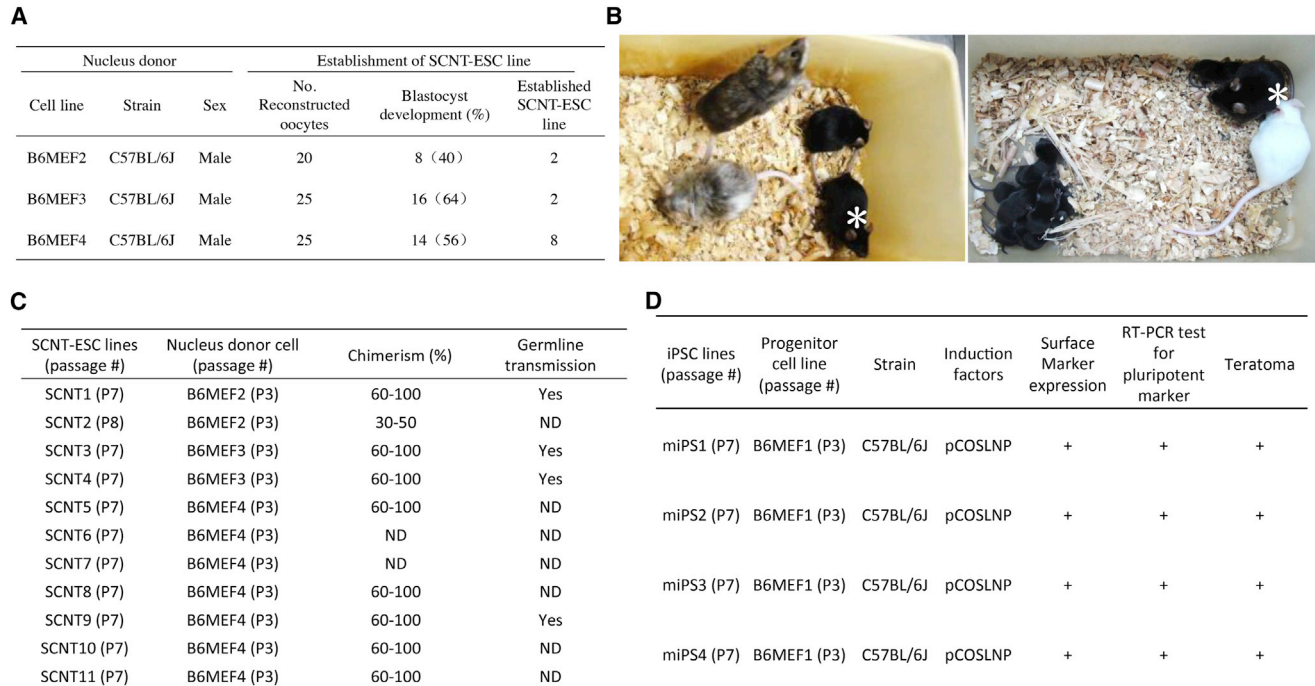 A
Nucleus donor Establishment of SCNT-ESC line
Cell line Strain Sex No. Reconstructed oocytes Blastocyst development (%) Established SCNT-ESC line
B6MEF2 C57BL/6J Male 20 8（40） 2
B6MEF3 C57BL/6J Male 25 16（64） 2
B6MEF4 C57BL/6J Male 25 14（56） 8
B
*
*
C
SCNT-ESC lines (passage #) Nucleus donor cell (passage #) Chimerism (%) Germline transmission
SCNT1 (P7) B6MEF2 (P3) 60-100 Yes
SCNT2 (P8) B6MEF2 (P3) 30-50 ND
SCNT3 (P7) B6MEF3 (P3) 60-100 Yes
SCNT4 (P7) B6MEF3 (P3) 60-100 Yes
SCNT5 (P7) B6MEF4 (P3) 60-100 ND
SCNT6 (P7) B6MEF4 (P3) ND ND
SCNT7 (P7) B6MEF4 (P3) ND ND
SCNT8 (P7) B6MEF4 (P3) 60-100 ND
SCNT9 (P7) B6MEF4 (P3) 60-100 Yes
SCNT10 (P7) B6MEF4 (P3) 60-100 ND
SCNT11 (P7) B6MEF4 (P3) 60-100 ND
D
iPSC lines (passage #) Progenitor cell line (passage #) Strain Induction factors Surface Marker expression RT-PCR test for pluripotent marker Teratoma
miPS1 (P7) B6MEF1 (P3) C57BL/6J pCOSLNP + + +
miPS2 (P7) B6MEF1 (P3) C57BL/6J pCOSLNP + + +
miPS3 (P7) B6MEF1 (P3) C57BL/6J pCOSLNP + + +
miPS4 (P7) B6MEF1 (P3) C57BL/6J pCOSLNP + + +